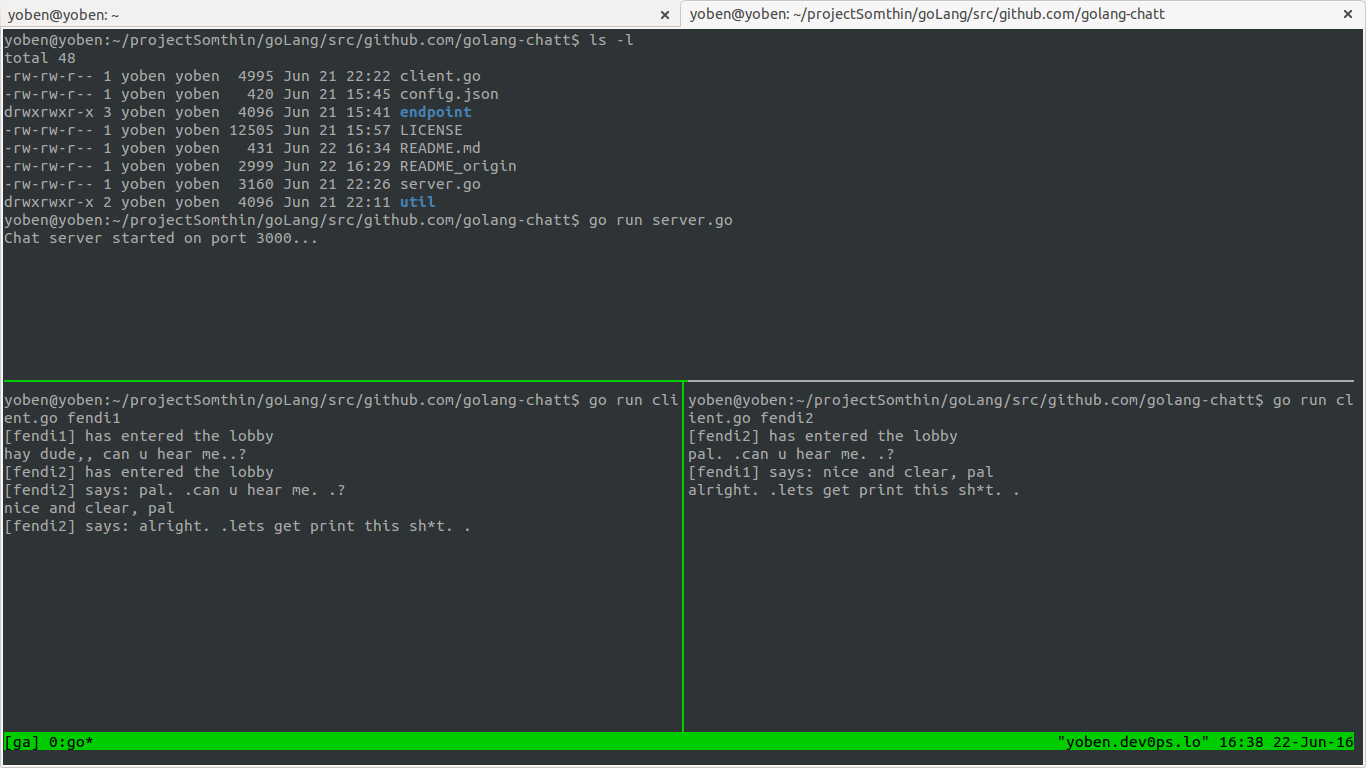 yoben@yoben: ~ ×
yoben@yoben: ~/projectSomthin/goLang/src/github.com/golang-chatt ×
yoben@yoben:~/projectSomthin/goLang/src/github.com/golang-chatt$ ls -l
total 48
-rw-rw-r-- 1 yoben yoben  4995 Jun 21 22:22 client.go
-rw-rw-r-- 1 yoben yoben   420 Jun 21 15:45 config.json
drwxrwxr-x 3 yoben yoben  4096 Jun 21 15:41 endpoint
-rw-rw-r-- 1 yoben yoben 12505 Jun 21 15:57 LICENSE
-rw-rw-r-- 1 yoben yoben   431 Jun 22 16:34 README.md
-rw-rw-r-- 1 yoben yoben  2999 Jun 22 16:29 README_origin
-rw-rw-r-- 1 yoben yoben  3160 Jun 21 22:26 server.go
drwxrwxr-x 2 yoben yoben  4096 Jun 21 22:11 util
yoben@yoben:~/projectSomthin/goLang/src/github.com/golang-chatt$ go run server.go
Chat server started on port 3000...
yoben@yoben:~/projectSomthin/goLang/src/github.com/golang-chatt$ go run cli
ent.go fendi1
[fendi1] has entered the lobby
hay dude,, can u hear me..?
[fendi2] has entered the lobby
[fendi2] says: pal. .can u hear me. .?
nice and clear, pal
[fendi2] says: alright. .lets get print this sh*t. .
yoben@yoben:~/projectSomthin/goLang/src/github.com/golang-chatt$ go run cl
ient.go fendi2
[fendi2] has entered the lobby
pal. .can u hear me. .?
[fendi1] says: nice and clear, pal
alright. .lets get print this sh*t. .
[ga] 0:go* "yoben.dev0ps.lo" 16:38 22-Jun-16